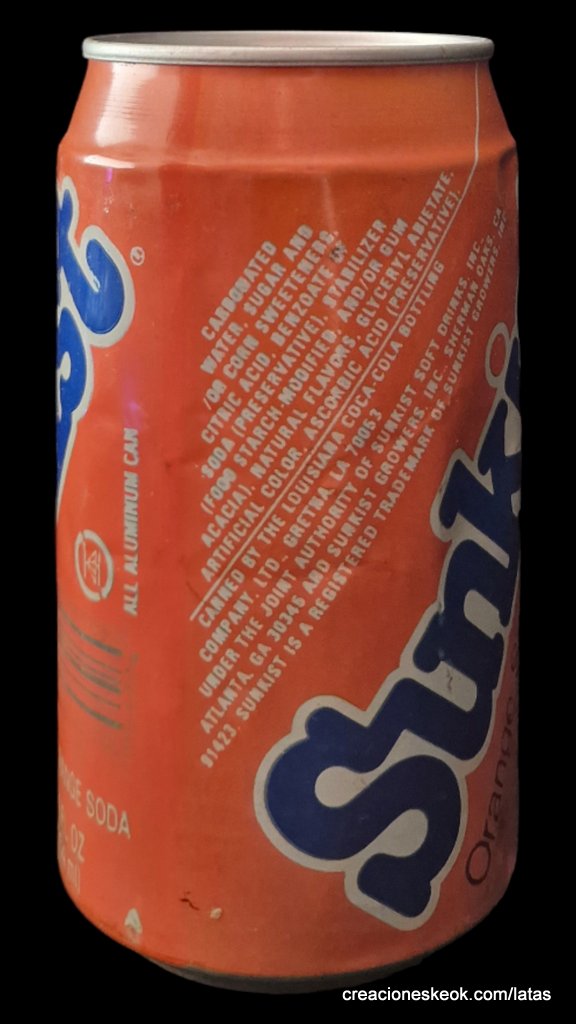 CARBONATED
WATER, SUGAR AND
/OR CORN SWEETENERS,
CITRIC ACID, BENZOATE OF
SODA (PRESERVATIVE), STABILIZER
(FOOD STARCH-MODIFIED, AND/OR GUM
ACACIA), NATURAL FLAVORS, GLYCERYL ABIETATE,
ARTIFICIAL COLOR, ASCORBIC ACID (PRESERVATIVE).
CANNED BY THE LOUISIANA COCA-COLA BOTTLING
COMPANY, LTD., GRETNA, LA 70053
UNDER THE JOINT AUTHORITY OF SUNKIST SOFT DRINKS, INC.,
ATLANTA, GA 30346 AND SUNKIST GROWERS, INC., SHERMAN OAKS, CA
91423. SUNKIST IS A REGISTERED TRADEMARK OF SUNKIST GROWERS, INC.
ALL ALUMINUM CAN
Sunk
Orange
SODA
OZ
creacioneskeok.com/latas